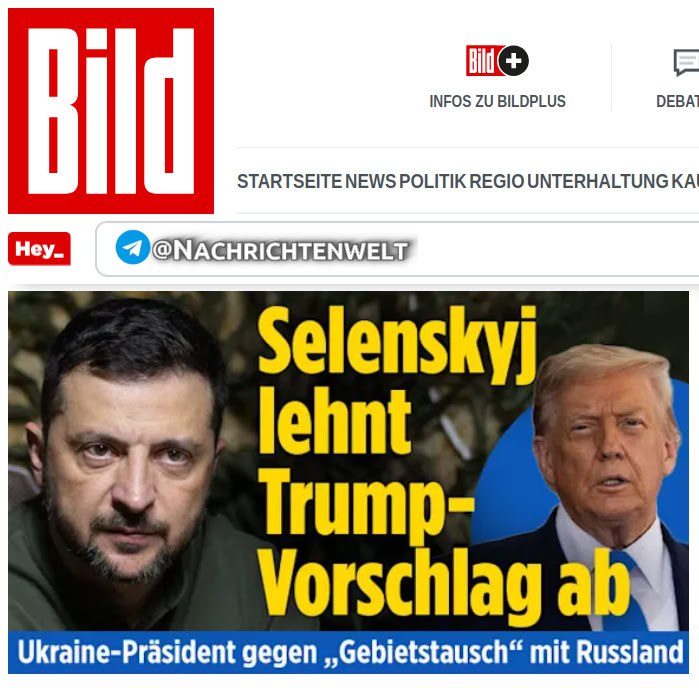 Bild
Bild+
INFOS ZU BILDPLUS
DEBAT
STARTSEITE NEWS POLITIK REGIO UNTERHALTUNG KAU
Hey_
@NACHRICHTENWELT
Selenskyj
lehnt
Trump-
Vorschlag ab
Ukraine-Präsident gegen „Gebietstausch“ mit Russland